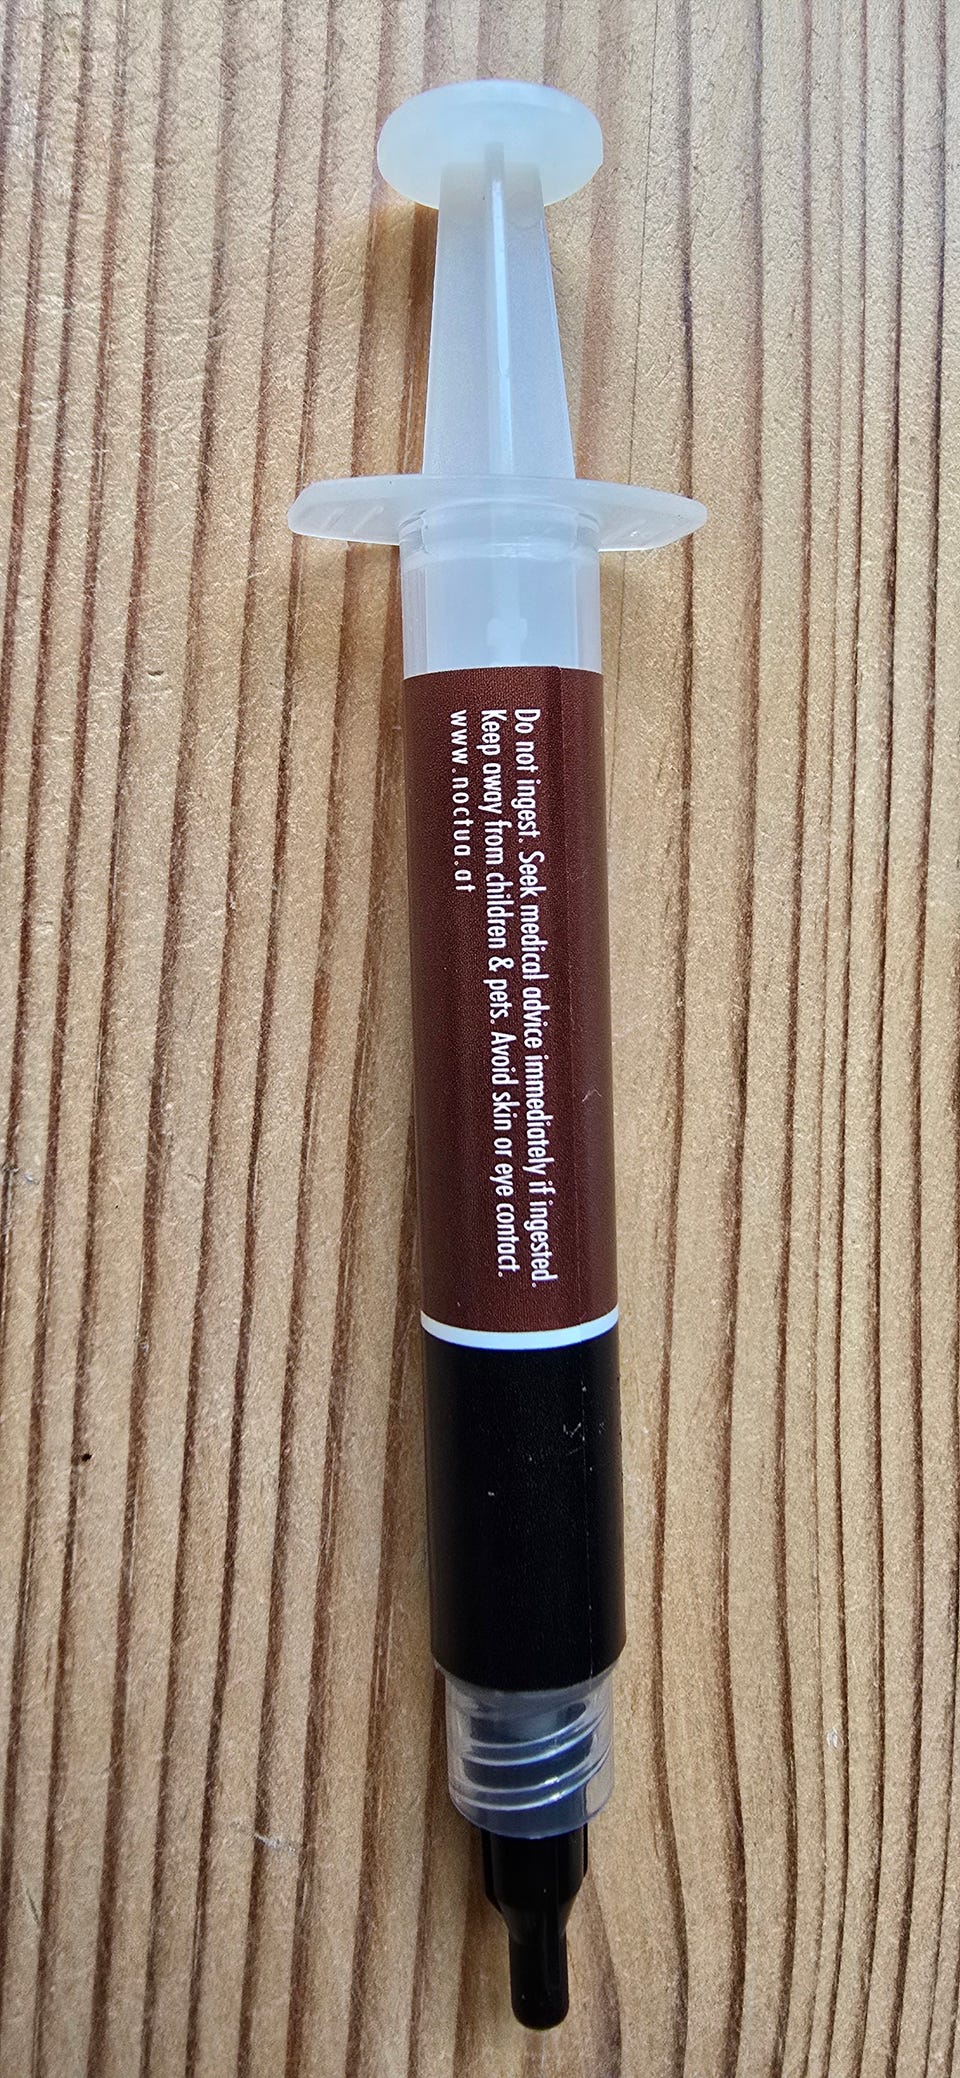 Do not ingest. Seek medical advice immediately if ingested.
Keep away from children & pets. Avoid skin or eye contact.
www.noctua.at